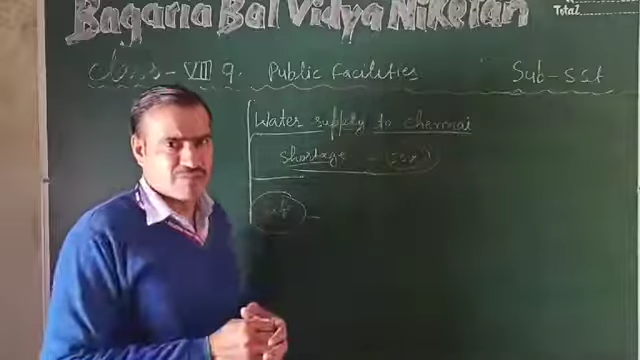 Bagaria Bal Vidya Niketan
Total
Class - VIII 9. Public Facilities Sub - SSt
Water supply to Chennai
Shortage -